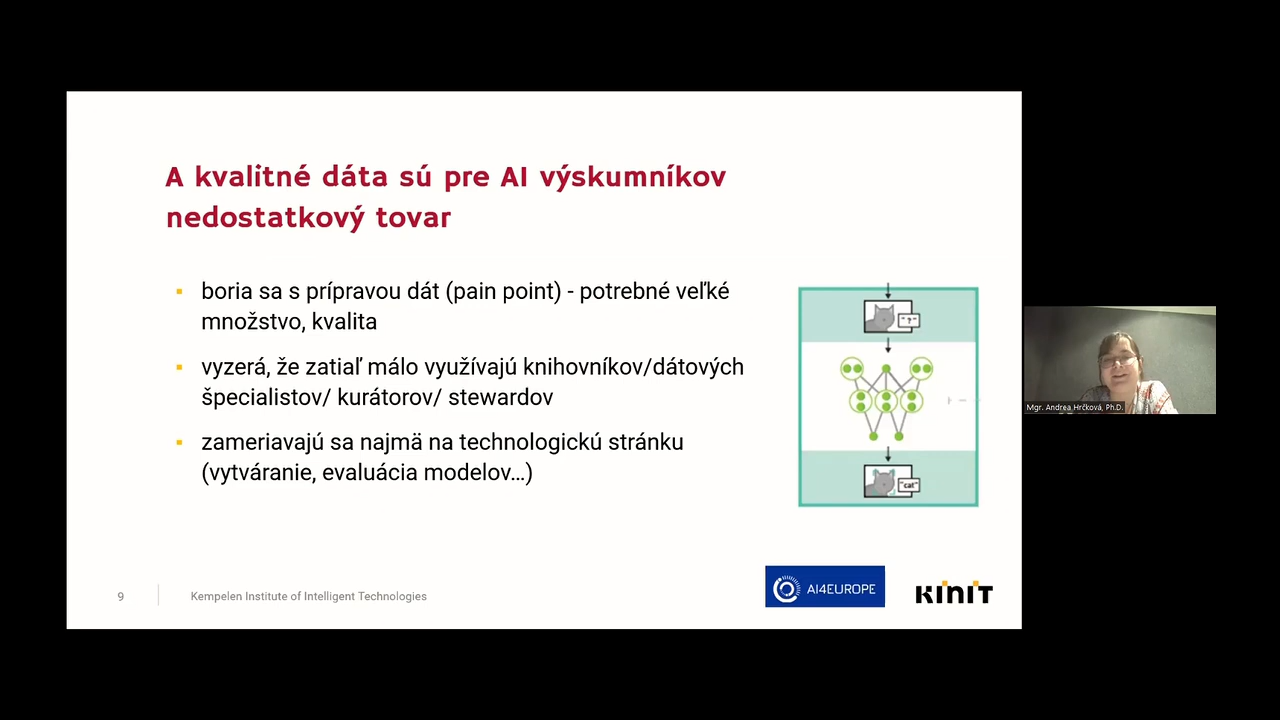 A kvalitné dáta sú pre AI výskumníkov
nedostatkový tovar
▪ boria sa s prípravou dát (pain point) - potrebné veľké
množstvo, kvalita
▪ vyzerá, že zatiaľ málo využívajú knihovníkov/dátových
špecialistov/ kurátorov/ stewardov
▪ zameriavajú sa najmä na technologickú stránku
(vytváranie, evaluácia modelov…)
"?"
"cat"
Mgr. Andrea Hrčková, Ph.D.
9
Kempelen Institute of Intelligent Technologies
AI4EUROPE
KINIT